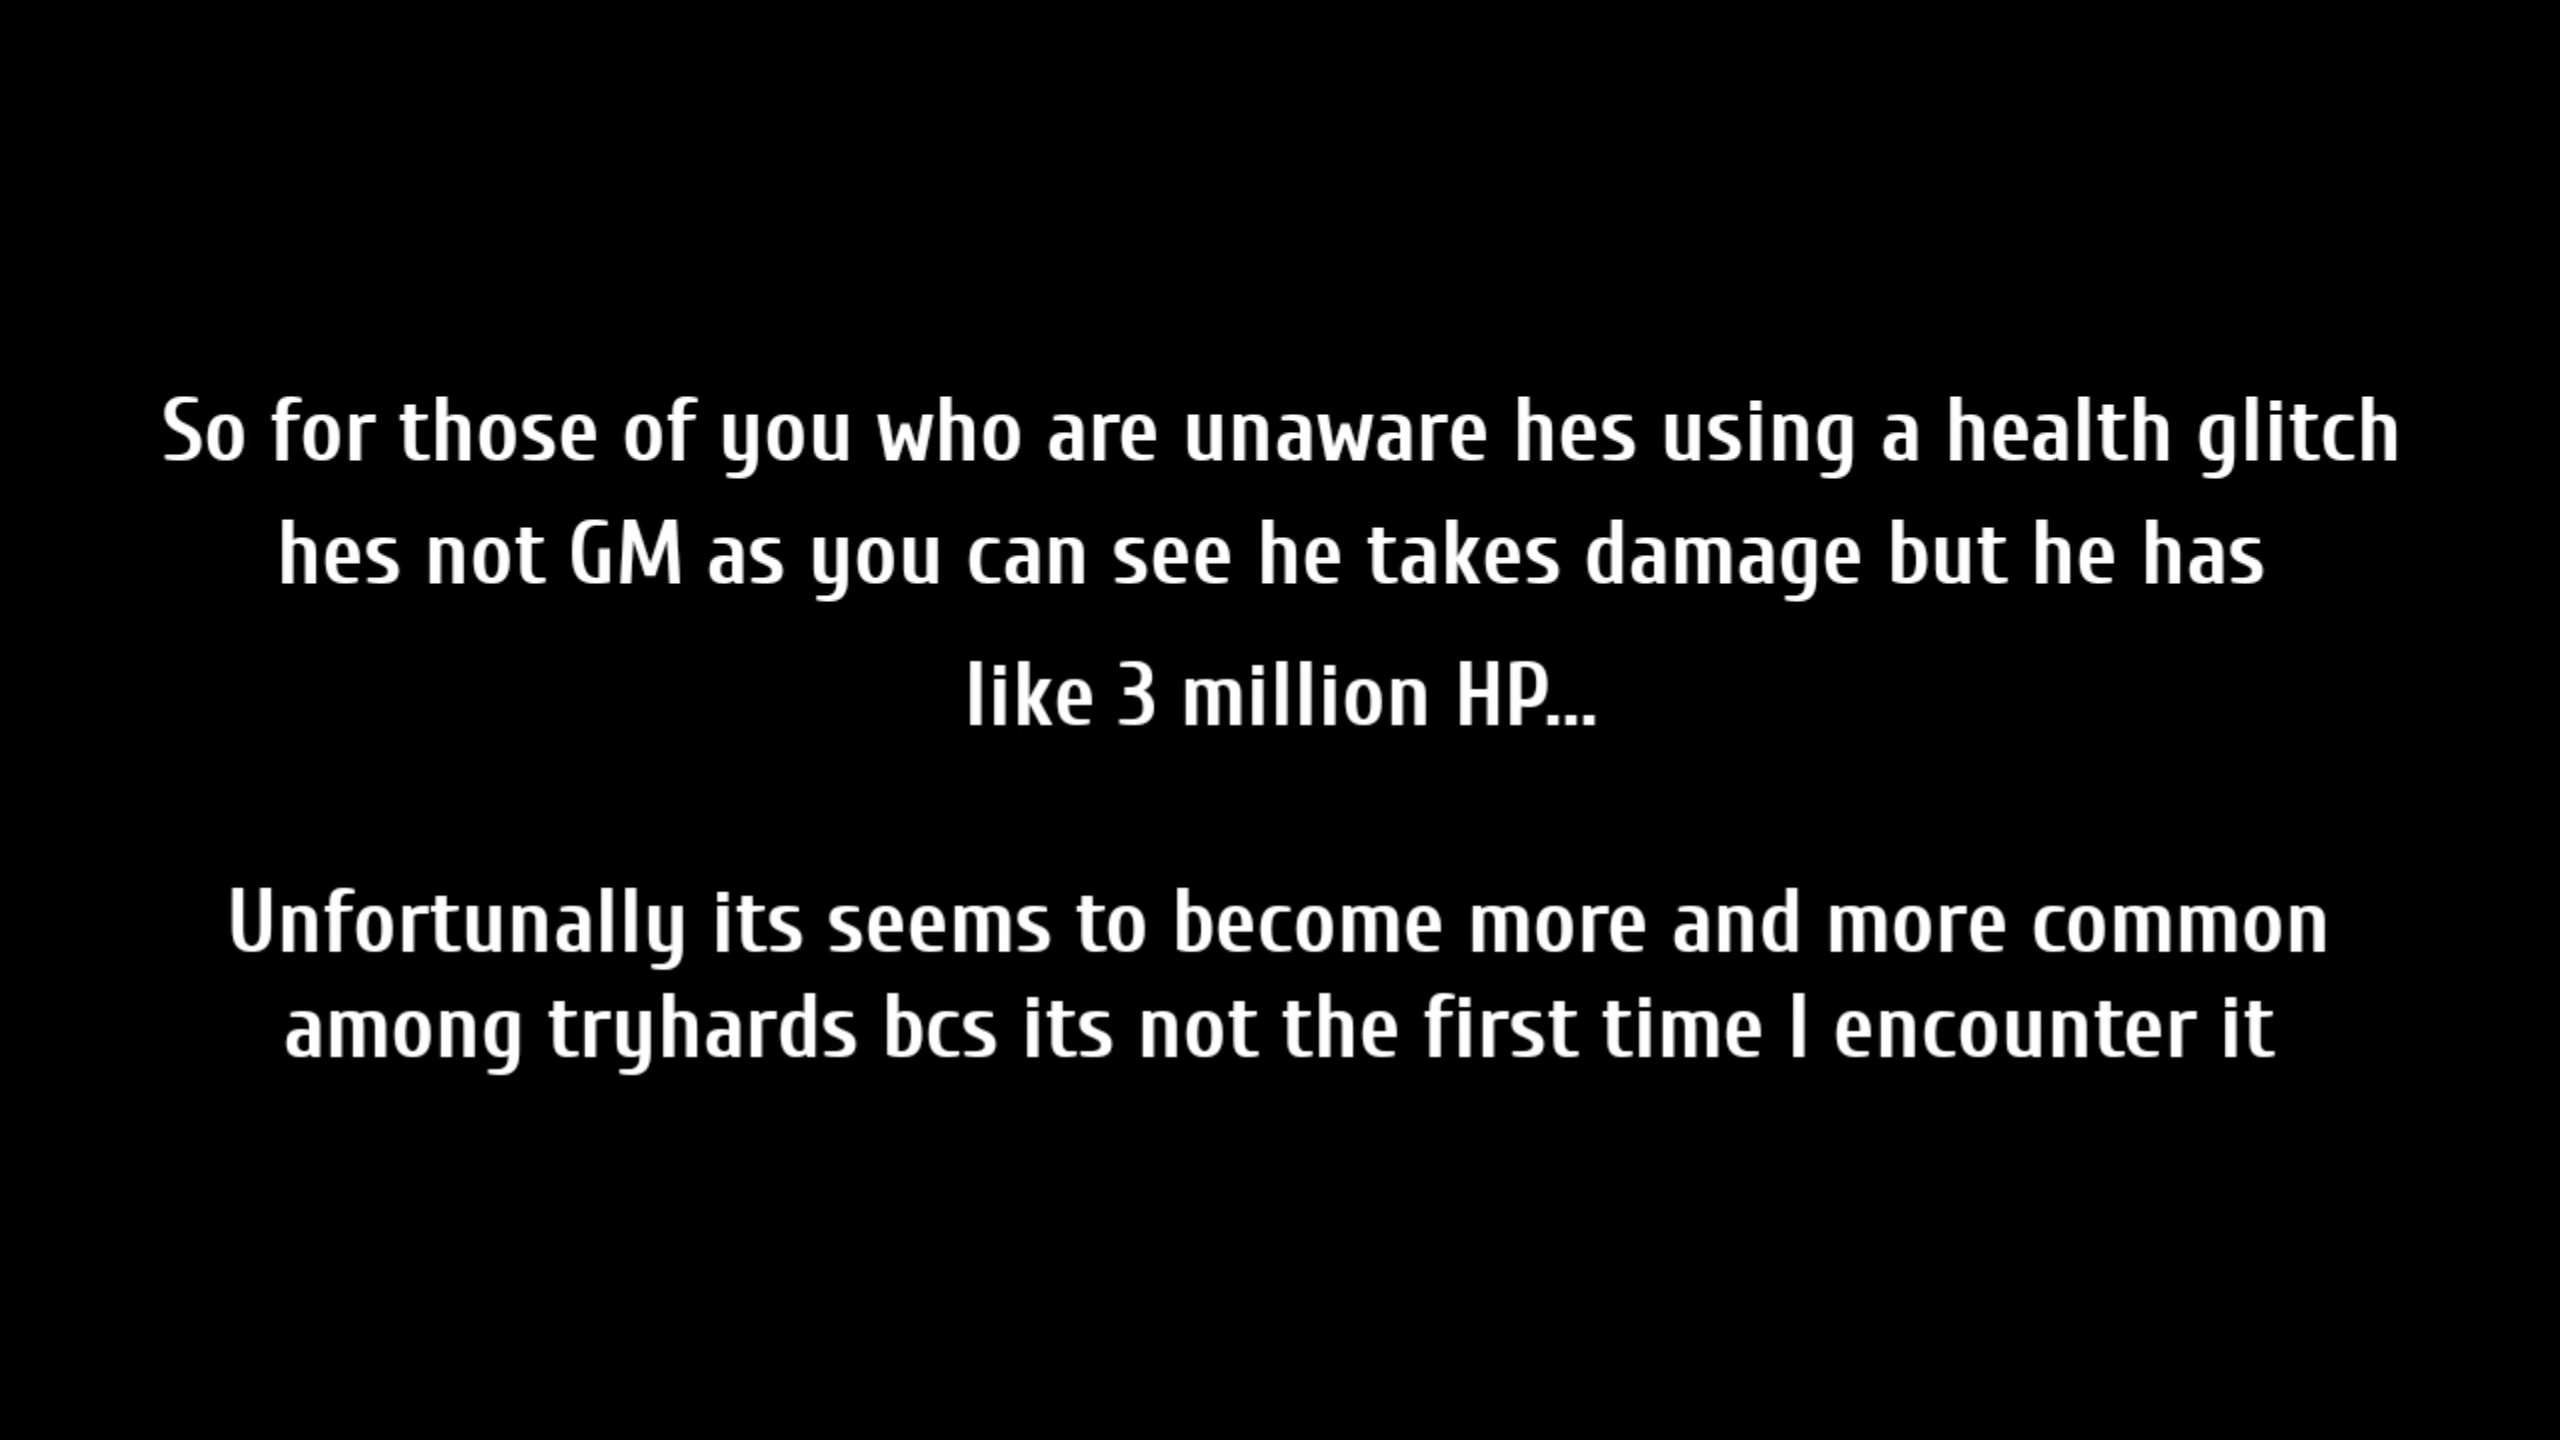 So for those of you who are unaware hes using a health glitch
hes not GM as you can see he takes damage but he has
like 3 million HP...
Unfortunally its seems to become more and more common
among tryhards bcs its not the first time I encounter it